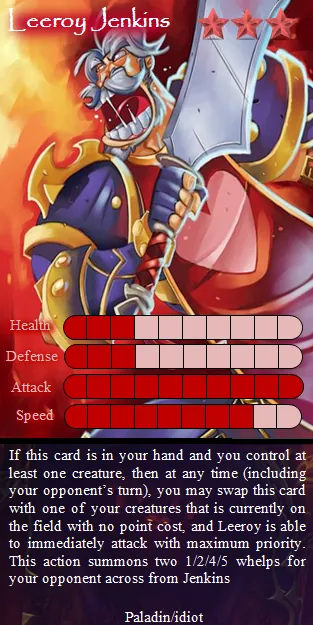 Leeroy Jenkins
Health
Defense
Attack
Speed
If this card is in your hand and you control at
least one creature, then at any time (including
your opponent’s turn), you may swap this card
with one of your creatures that is currently on
the field with no point cost, and Leeroy is able
to immediately attack with maximum priority.
This action summons two 1/2/4/5 whelps for
your opponent across from Jenkins
Paladin/idiot